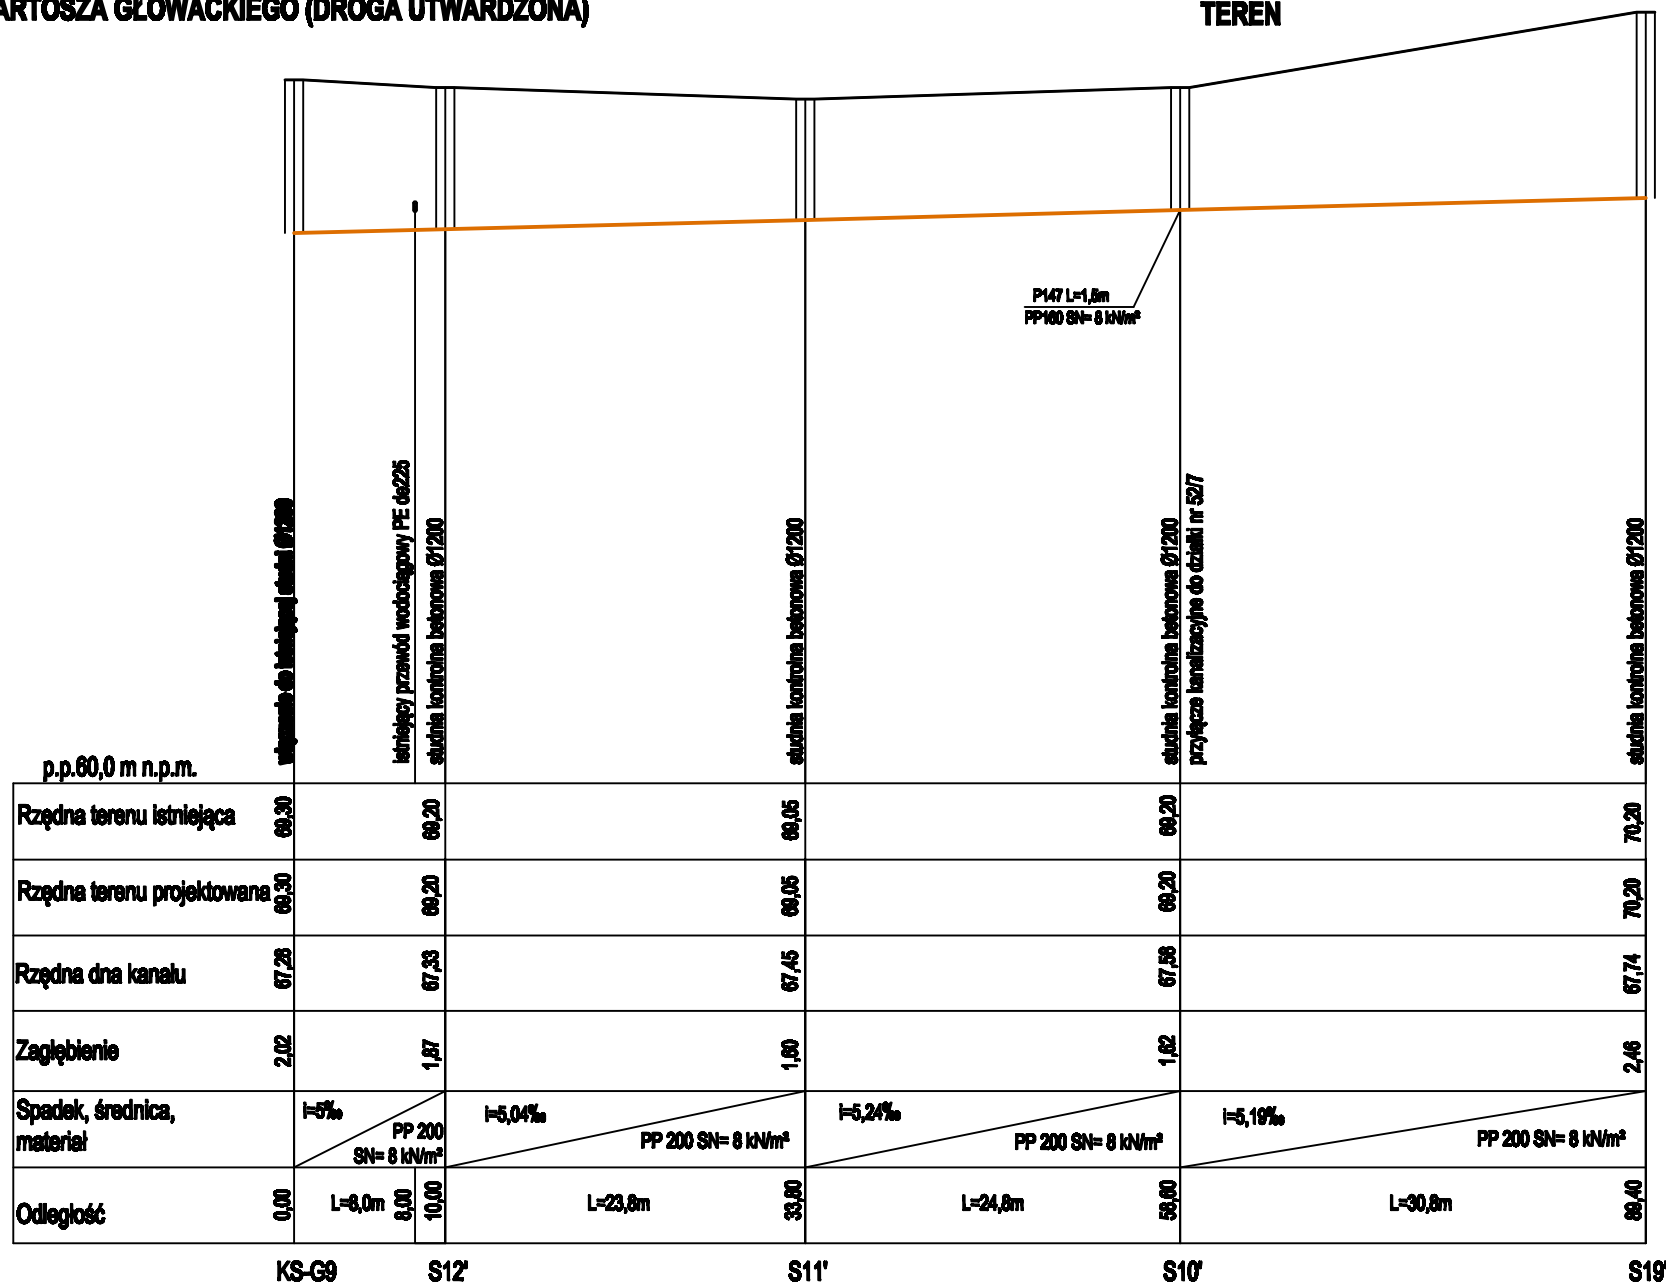 ARTOSZA GŁOWACKIEGO (DROGA UTWARDZONA)
TEREN
P147 L=1,5m
PP160 SN= 8 kN/m²
włączenie do istniejącej studni Ø1200
istniejący przewód wodociągowy PE de225
studnia kontrolna betonowa Ø1200
studnia kontrolna betonowa Ø1200
studnia kontrolna betonowa Ø1200
przyłącze kanalizacyjne do działki nr 52/7
studnia kontrolna betonowa Ø1200
p.p.60,0 m n.p.m.
Rzędna terenu istniejąca 69,30 69,20 69,05 69,20 70,20
Rzędna terenu projektowana 69,30 69,20 69,05 69,20 70,20
Rzędna dna kanału 67,28 67,33 67,45 67,58 67,74
Zagłębienie 2,02 1,87 1,60 1,62 2,46
Spadek, średnica,
materiał
i=5‰
PP 200
SN= 8 kN/m²
i=5,04‰
PP 200 SN= 8 kN/m²
i=5,24‰
PP 200 SN= 8 kN/m²
i=5,19‰
PP 200 SN= 8 kN/m²
Odległość 0,00 8,00 10,00 33,80 58,60 89,40
L=8,0m L=23,8m L=24,8m L=30,8m
KS-G9 S12' S11' S10' S19'